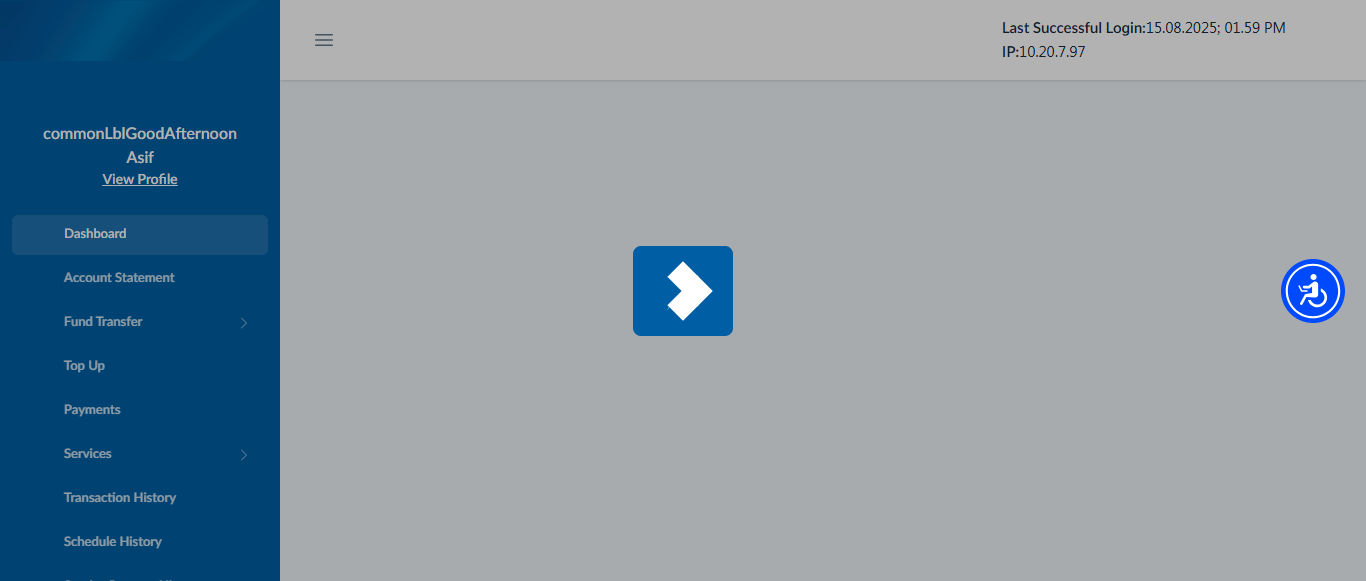 Last Successful Login:15.08.2025; 01.59 PM
IP:10.20.7.97
commonLblGoodAfternoon
Asif
View Profile
Dashboard
Account Statement
Fund Transfer
Top Up
Payments
Services
Transaction History
Schedule History